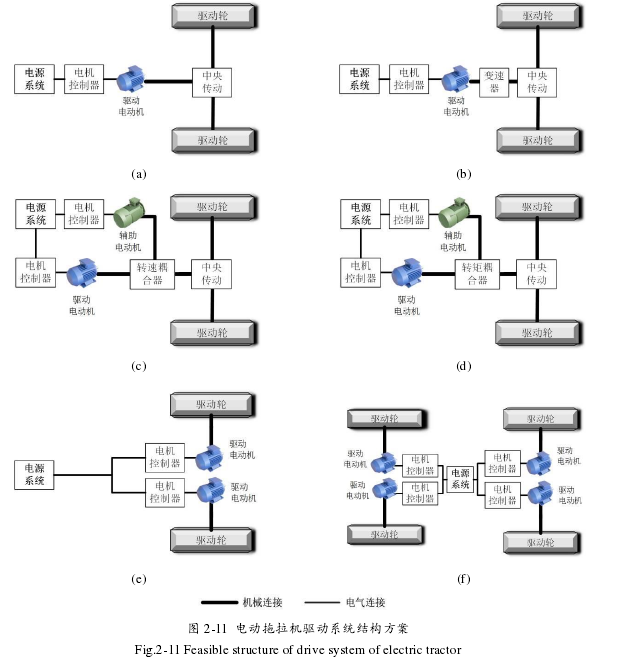 驱动轮
电源
系统
电机
控制器
驱动
电动机
中央
传动
驱动轮
(a)
驱动轮
电源
系统
电机
控制器
驱动
电动机
变速
器
中央
传动
驱动轮
(b)
电源
系统
电机
控制器
辅助
电动机
驱动轮
电机
控制器
驱动
电动机
转速耦
合器
中央
传动
驱动轮
(c)
电源
系统
电机
控制器
辅助
电动机
驱动轮
电机
控制器
驱动
电动机
转矩耦
合器
中央
传动
驱动轮
(d)
驱动轮
电源
系统
电机
控制器
驱动
电动机
电机
控制器
驱动
电动机
驱动轮
(e)
驱动轮
驱动轮
驱动
电动机
电机
控制器
电源
系统
电机
控制器
驱动
电动机
驱动
电动机
电机
控制器
电机
控制器
驱动
电动机
驱动轮
驱动轮
(f)
机械连接
电气连接
图 2-11 电动拖拉机驱动系统结构方案
Fig.2-11 Feasible structure of drive system of electric tractor